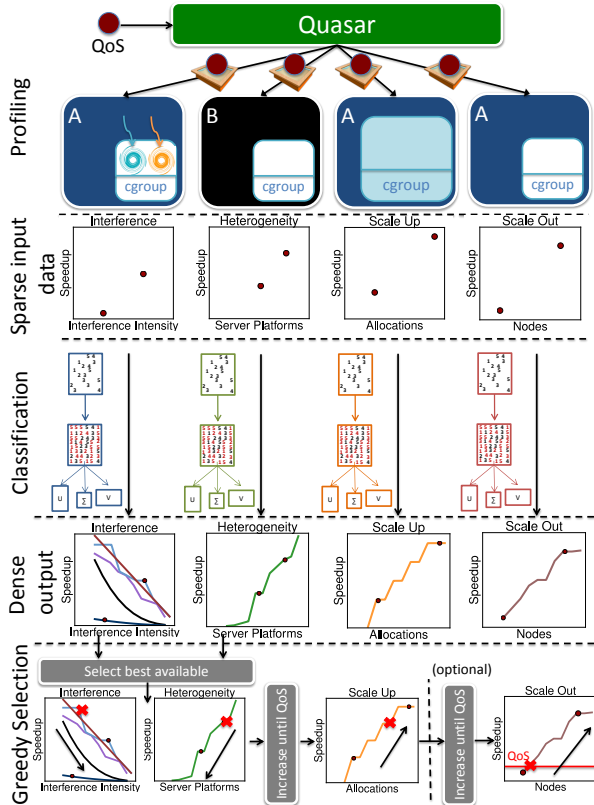 QoS
Quasar
Profiling
A
B
A
A
cgroup
cgroup
cgroup
cgroup
Sparse input
data
Interference
Heterogneity
Scale Up
Scale Out
Speedup
Speedup
Speedup
Speedup
Interference Intensity
Server Platforms
Allocations
Nodes
Classification
U
Σ
V
U
Σ
V
U
Σ
V
U
Σ
V
Dense
output
Interference
Heterogneity
Scale Up
Scale Out
Speedup
Speedup
Speedup
Speedup
Interference Intensity
Server Platforms
Allocations
Nodes
Greedy Selection
Select best available
(optional)
Interference
Heterogneity
Scale Up
Scale Out
Speedup
Speedup
Increase until QoS
Speedup
Increase until QoS
Speedup
QoS
Interference Intensity
Server Platforms
Allocations
Nodes